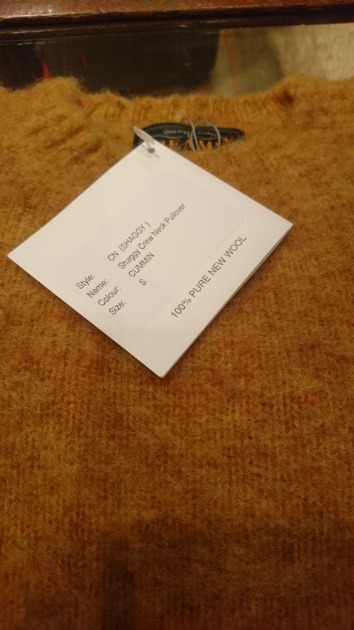 Style: CN (SHAGGY )
Name: Shaggy Crew Neck Pullover
Colour: CUMMIN
Size: S
100% PURE NEW WOOL